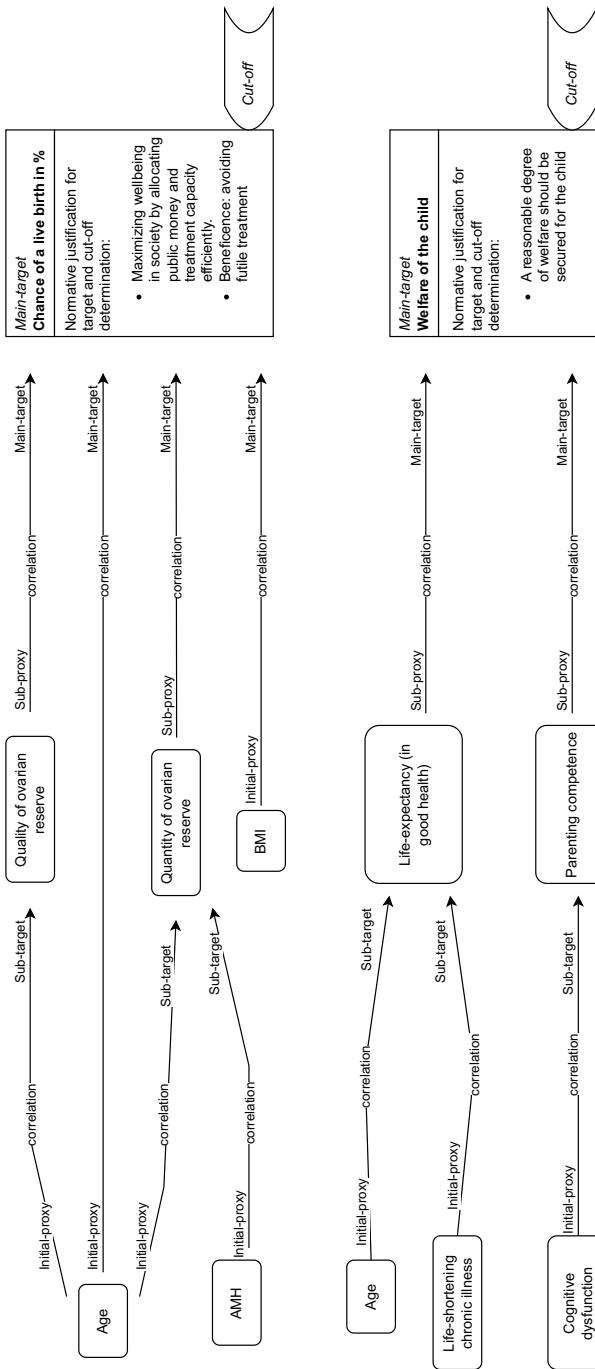 Age
Initial-proxy
correlation
Sub-target
Quality of ovarian
reserve
Sub-proxy
correlation
Main-target
Initial-proxy
correlation
Main-target
Initial-proxy
correlation
Sub-target
Quantity of ovarian
reserve
Sub-proxy
correlation
Main-target
AMH
Initial-proxy
correlation
Sub-target
BMI
Initial-proxy
correlation
Main-target
Main-target
Chance of a live birth in %
Normative justification for
target and cut-off
determination:
• Maximizing wellbeing
in society by allocating
public money and
treatment capacity
efficiently.
• Beneficence: avoiding
futile treatment
Cut-off
Age
Initial-proxy
correlation
Sub-target
Life-expectancy (in
good health)
Sub-proxy
correlation
Main-target
Life-shortening
chronic illness
Initial-proxy
correlation
Sub-target
Cognitive
dysfunction
Initial-proxy
correlation
Sub-target
Parenting competence
Sub-proxy
correlation
Main-target
Main-target
Welfare of the child
Normative justification for
target and cut-off
determination:
• A reasonable degree
of welfare should be
secured for the child
Cut-off